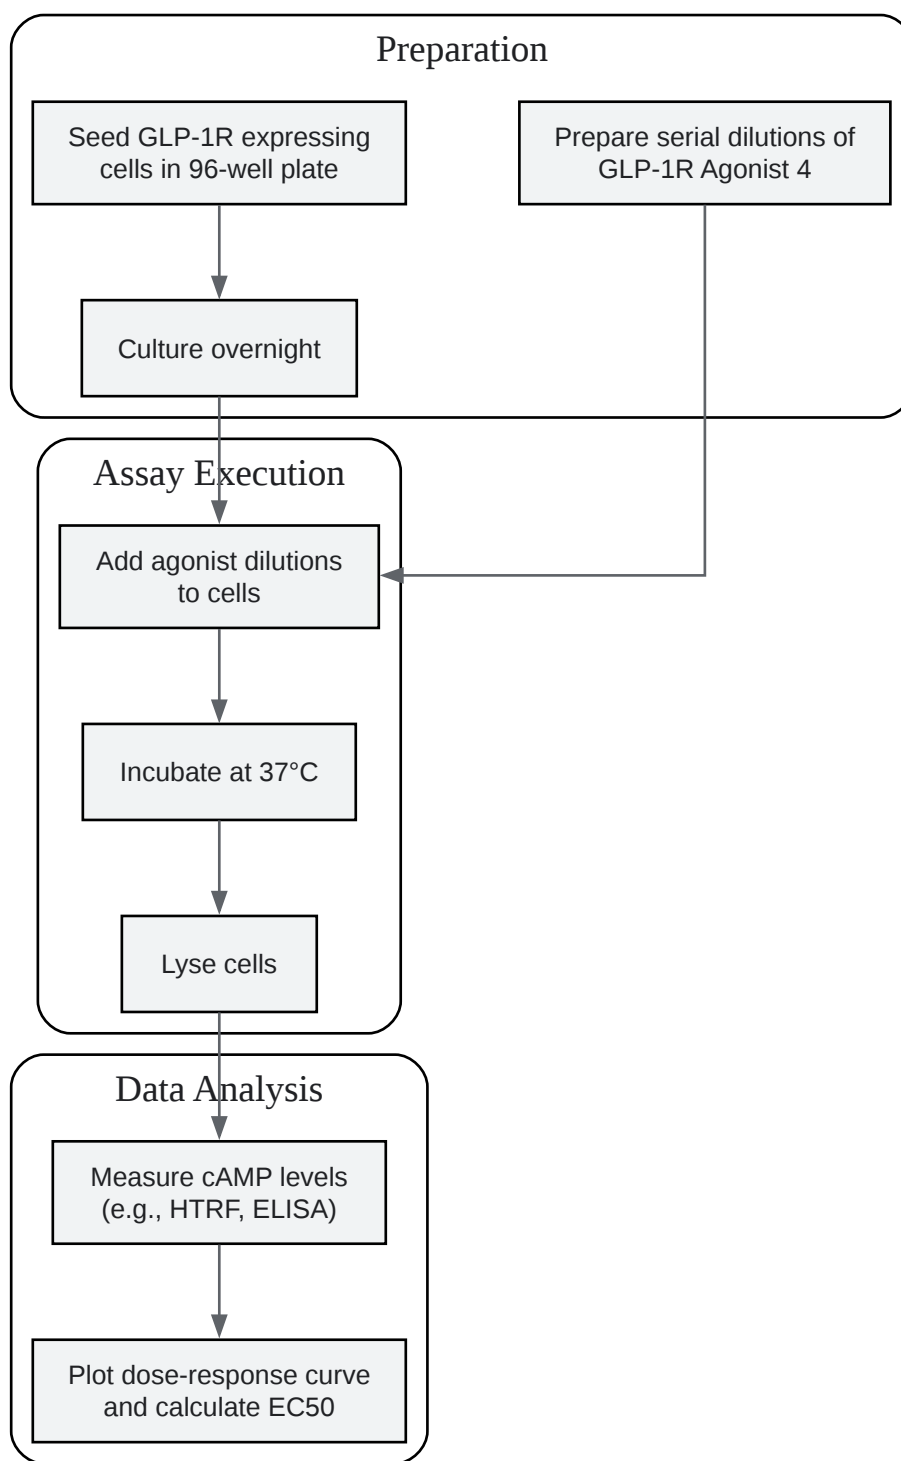 Preparation
Seed GLP-1R expressing
cells in 96-well plate
Prepare serial dilutions of
GLP-1R Agonist 4
Culture overnight
Assay Execution
Add agonist dilutions
to cells
Incubate at 37°C
Lyse cells
Data Analysis
Measure cAMP levels
(e.g., HTRF, ELISA)
Plot dose-response curve
and calculate EC50